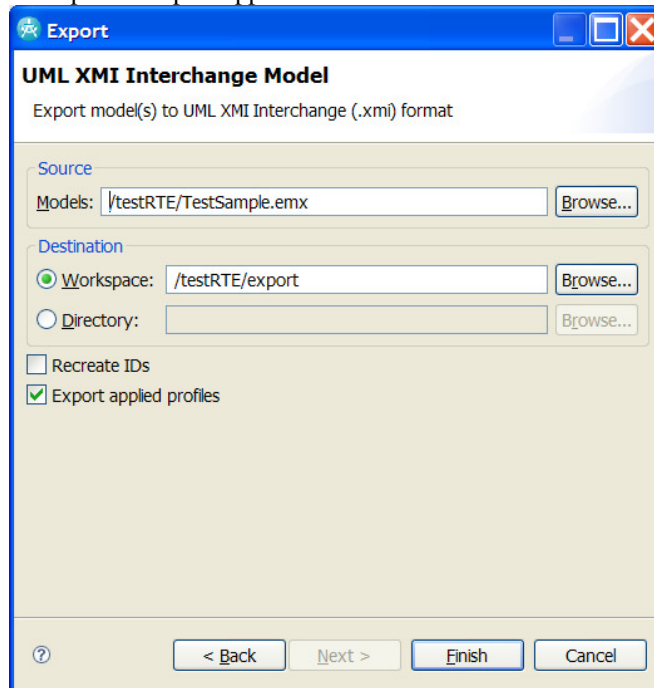 Export
UML XMI Interchange Model
Export model(s) to UML XMI Interchange (.xmi) format
Source
Models: /testRTE/TestSample.emx Browse...
Destination
Workspace: /testRTE/export Browse...
Directory: Browse...
Recreate IDs
Export applied profiles
? < Back Next > Finish Cancel